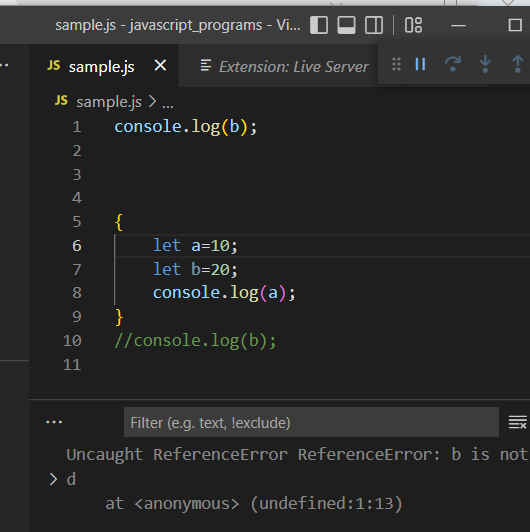 sample.js - javascript_programs - Vi...
JS sample.js × Extension: Live Server
JS sample.js > ...
1 console.log(b);
2
3
4
5 {
6 let a=10;
7 let b=20;
8 console.log(a);
9 }
10 //console.log(b);
11
... Filter (e.g. text, !exclude)
Uncaught ReferenceError ReferenceError: b is not
> d
at <anonymous> (undefined:1:13)